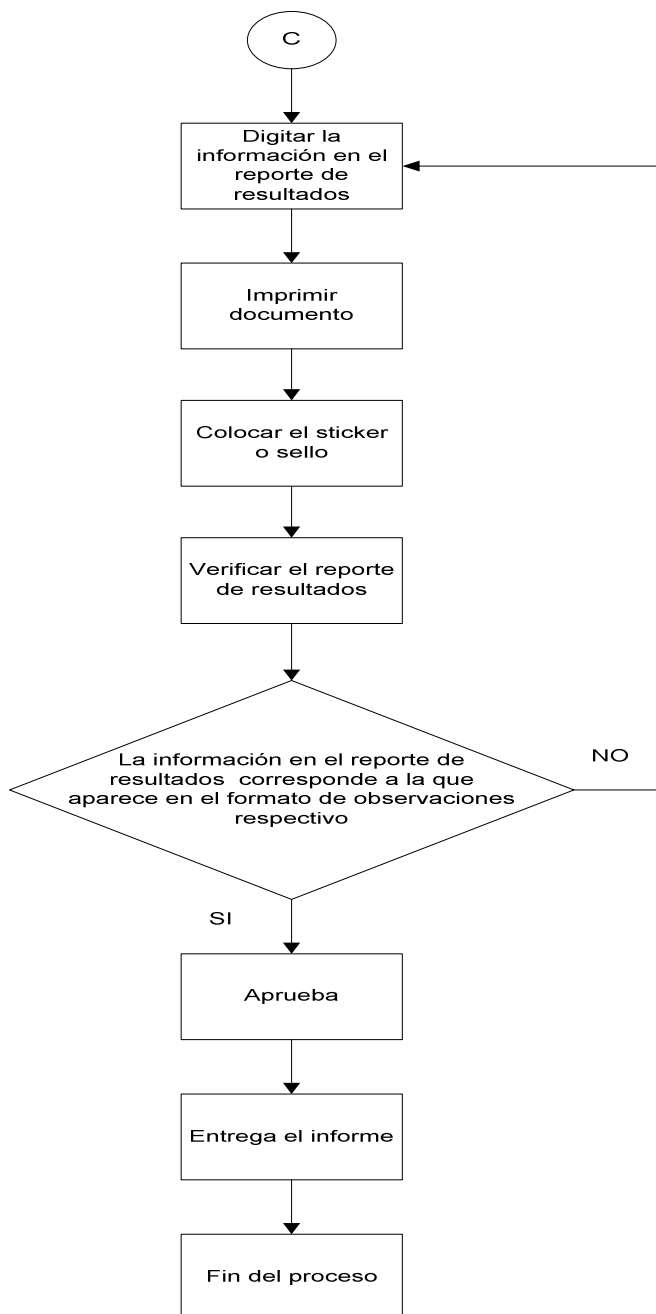 C
Digitar la
información en el
reporte de
resultados
Imprimir
documento
Colocar el sticker
o sello
Verificar el reporte
de resultados
La información en el reporte de
resultados corresponde a la que
aparece en el formato de observaciones
respectivo
NO
SI
Aprueba
Entrega el informe
Fin del proceso